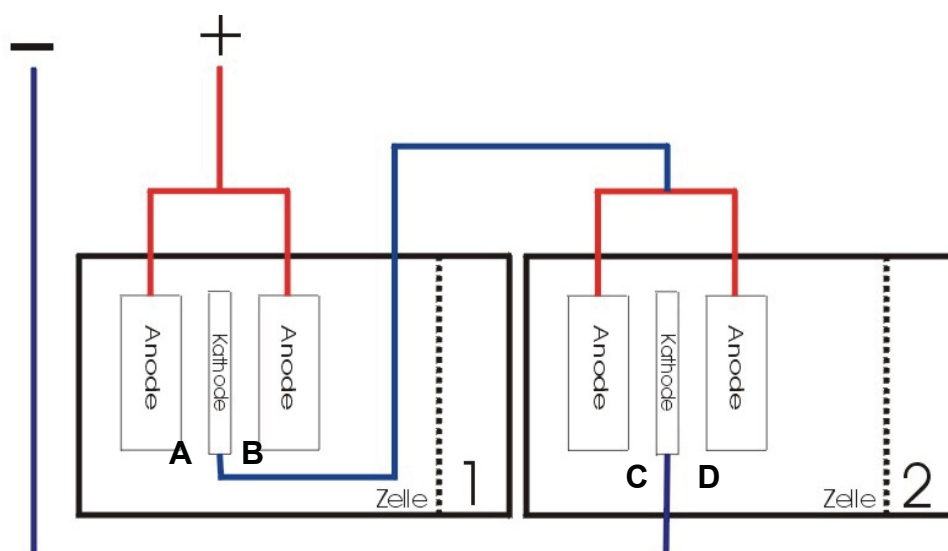 − +
Anode Kathode Anode
A B
Zelle 1
Anode Kathode Anode
C D
Zelle 2